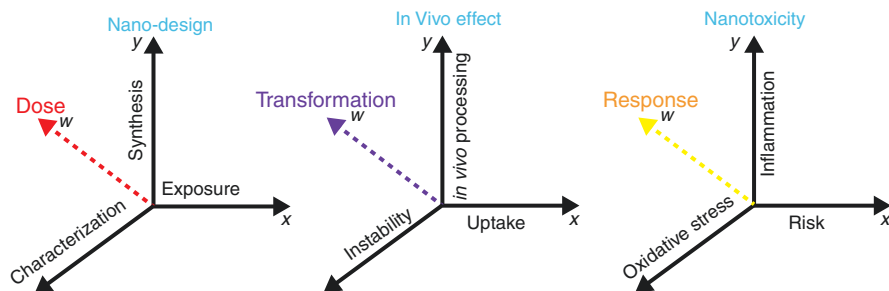 Nano-design
y
Dose
w
Synthesis
Exposure
x
Characterization
In Vivo effect
y
Transformation
w
in vivo processing
Instability
Uptake
x
Nanotoxicity
y
Response
w
Inflammation
Oxidative stress
Risk
x